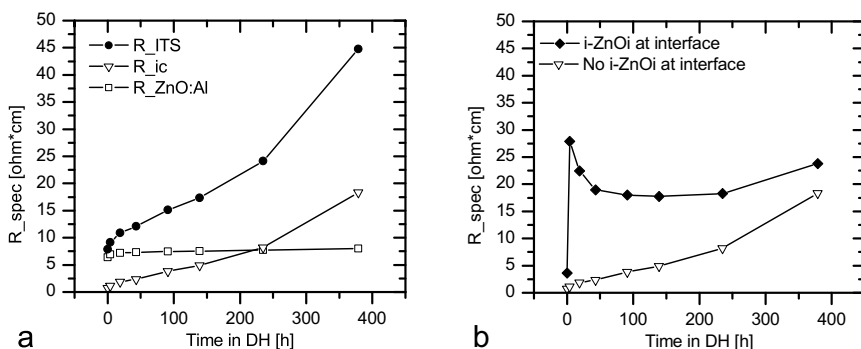 50
45
40
35
30
25
20
15
10
5
0
R_spec [ohm*cm]
R_ITS
R_ic
R_ZnO:Al
0 100 200 300 400
Time in DH [h]
a
50
45
40
35
30
25
20
15
10
5
0
R_spec [ohm*cm]
i-ZnOi at interface
No i-ZnOi at interface
0 100 200 300 400
Time in DH [h]
b